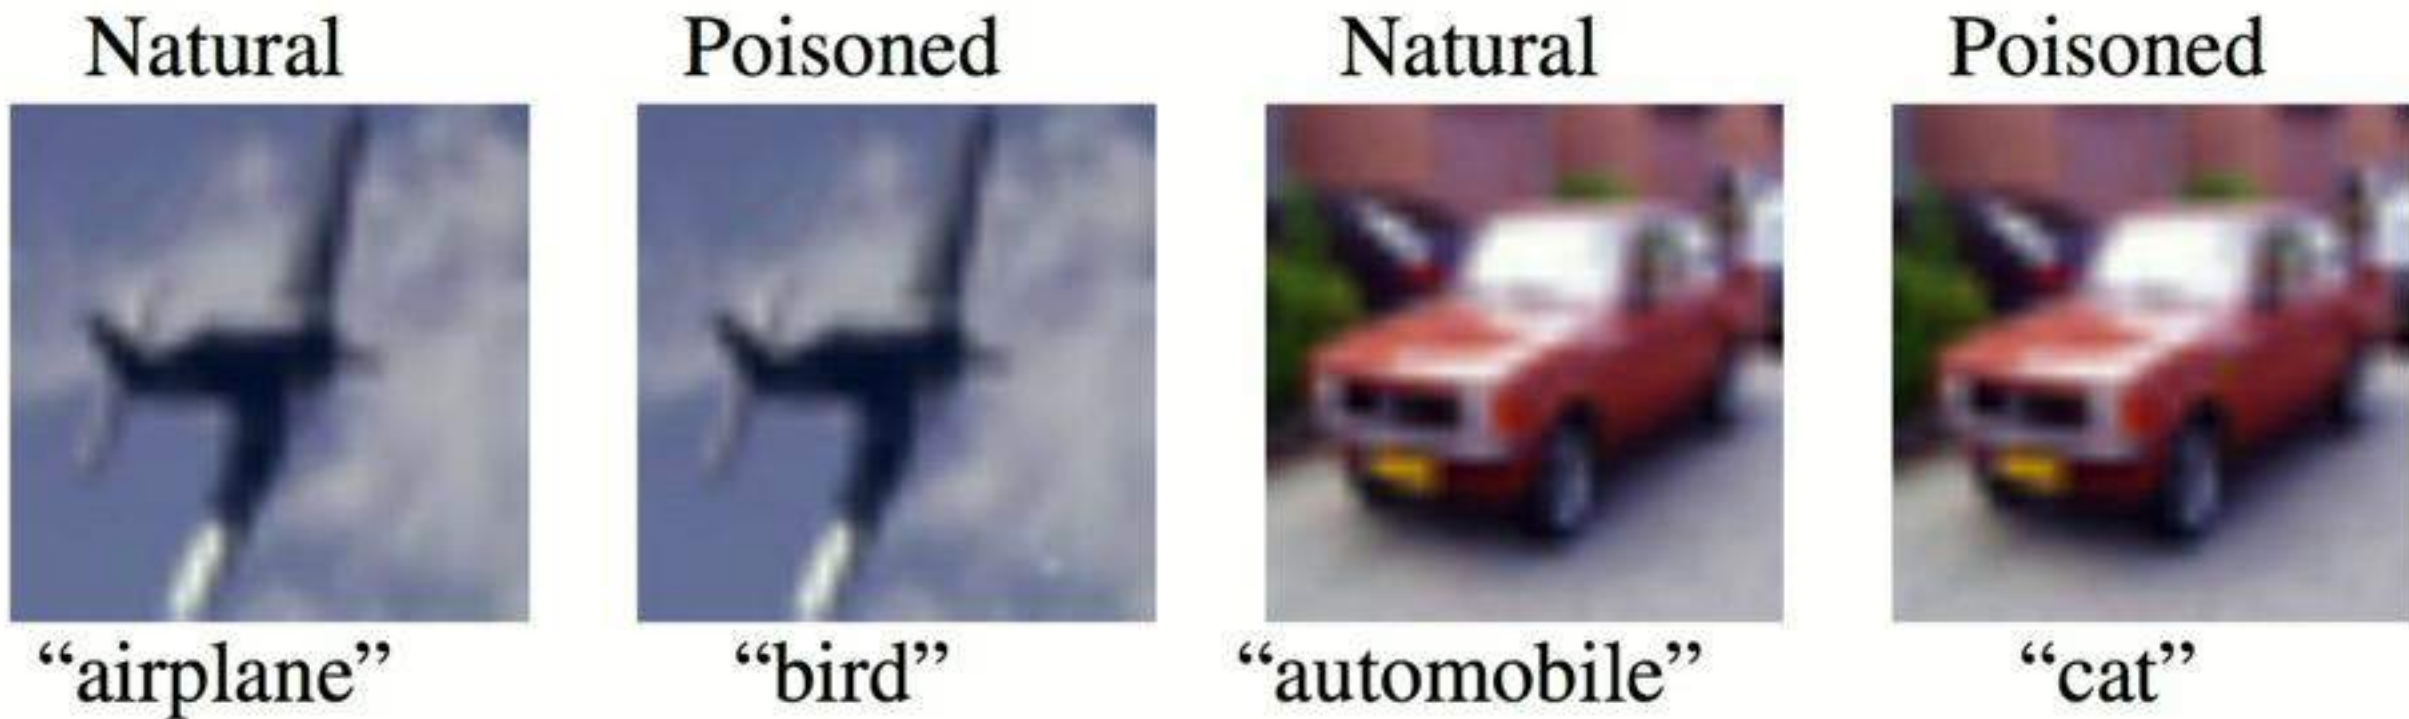 Natural Poisoned Natural Poisoned
“airplane” “bird” “automobile” “cat”